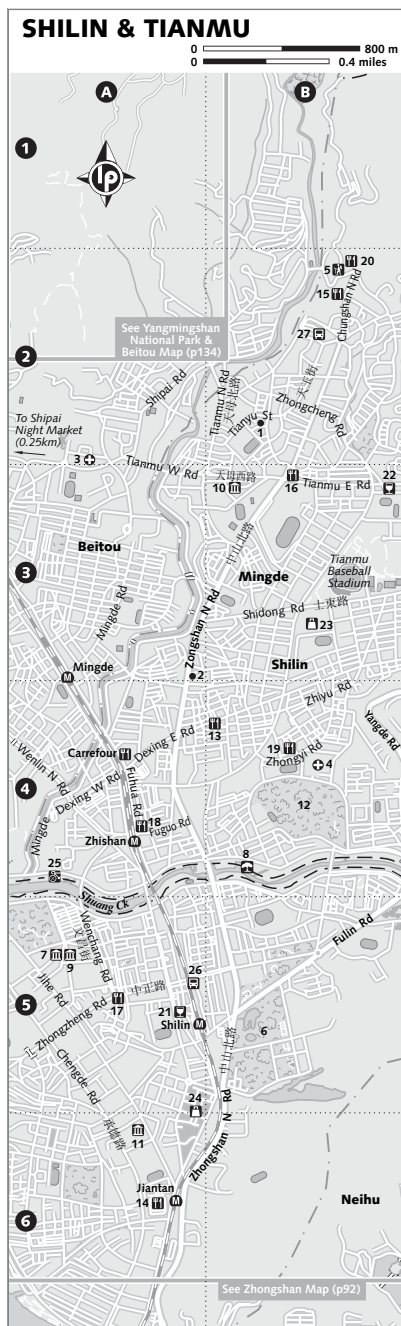 SHILIN & TIANMU
0 800 m
0 0.4 miles
A
B
1
lp
20
5
15
Chungshan N Rd
27
See Yangmingshan
National Park &
Beitou Map (p134)
2
天玉街
Shipai Rd
Tianmu N Rd
天母北路
Zhongcheng Rd
Tianyu St
1
To Shipai
Night Market
(0.25km)
3
Tianmu W Rd
天母西路
10
16
Tianmu E Rd
22
中山北路
Beitou
3
Mingde
Tianmu
Baseball
Stadium
Mingde Rd
Zongshan N Rd
Shidong Rd 士東路
23
Shilin
Mingde
2
Zhiyu Rd
Yangde Rd
13
Dexing E Rd
Carrefour
19
Zhongyi Rd
4
Wenlin N Rd
4
Dexing W Rd
Fuhua Rd
12
18
Fuguo Rd
Mingde
Zhishan
8
25
Shuang Ck
Fulin Rd
Wenchang Rd
文昌街
7
9
Jihe Rd
26
中正路
5
17
Zhongzheng Rd
21
Shilin
6
中山北路
Chengde Rd
承德路
24
11
Zhongshan N Rd
Jiantan
14
Neihu
6
See Zhongshan Map (p92)